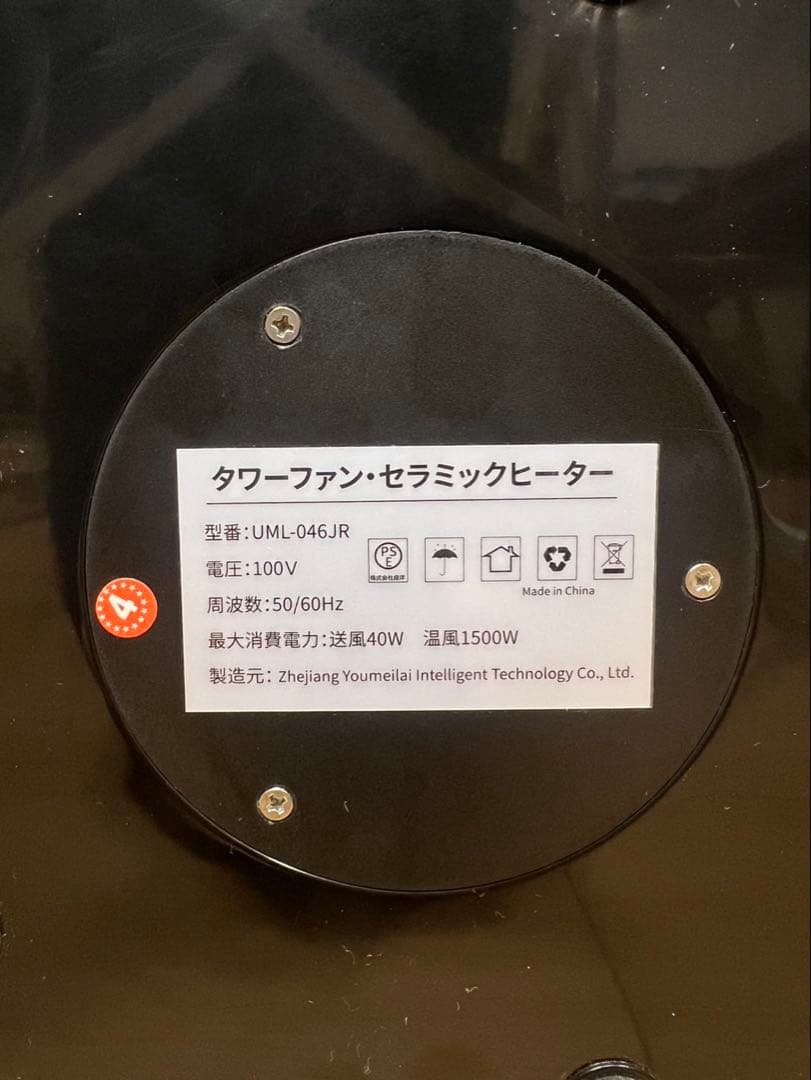 タワーファン・セラミックヒーター
型番：UML-046JR
電圧：100V
PS
E
Made in China
周波数：50/60Hz
最大消費電力：送風40W　温風1500W
製造元：Zhejiang Youmeilai Intelligent Technology Co., Ltd.
4